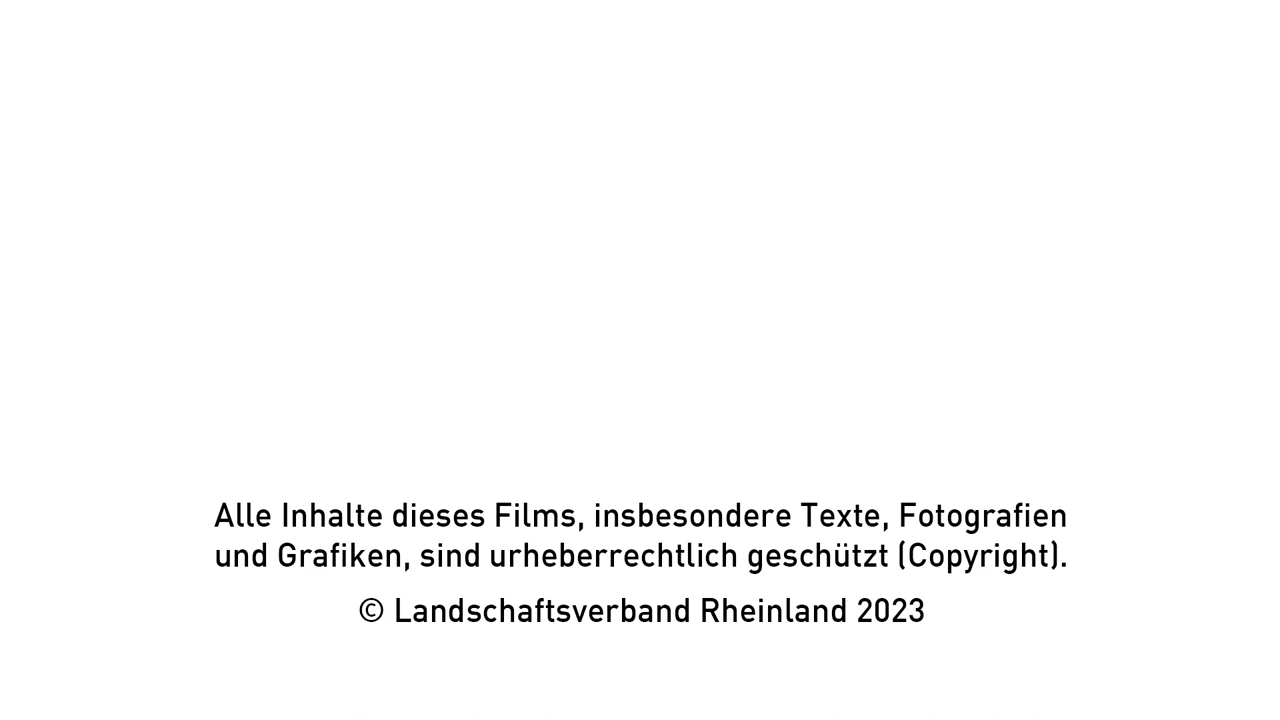 Alle Inhalte dieses Films, insbesondere Texte, Fotografien
und Grafiken, sind urheberrechtlich geschützt (Copyright).
© Landschaftsverband Rheinland 2023